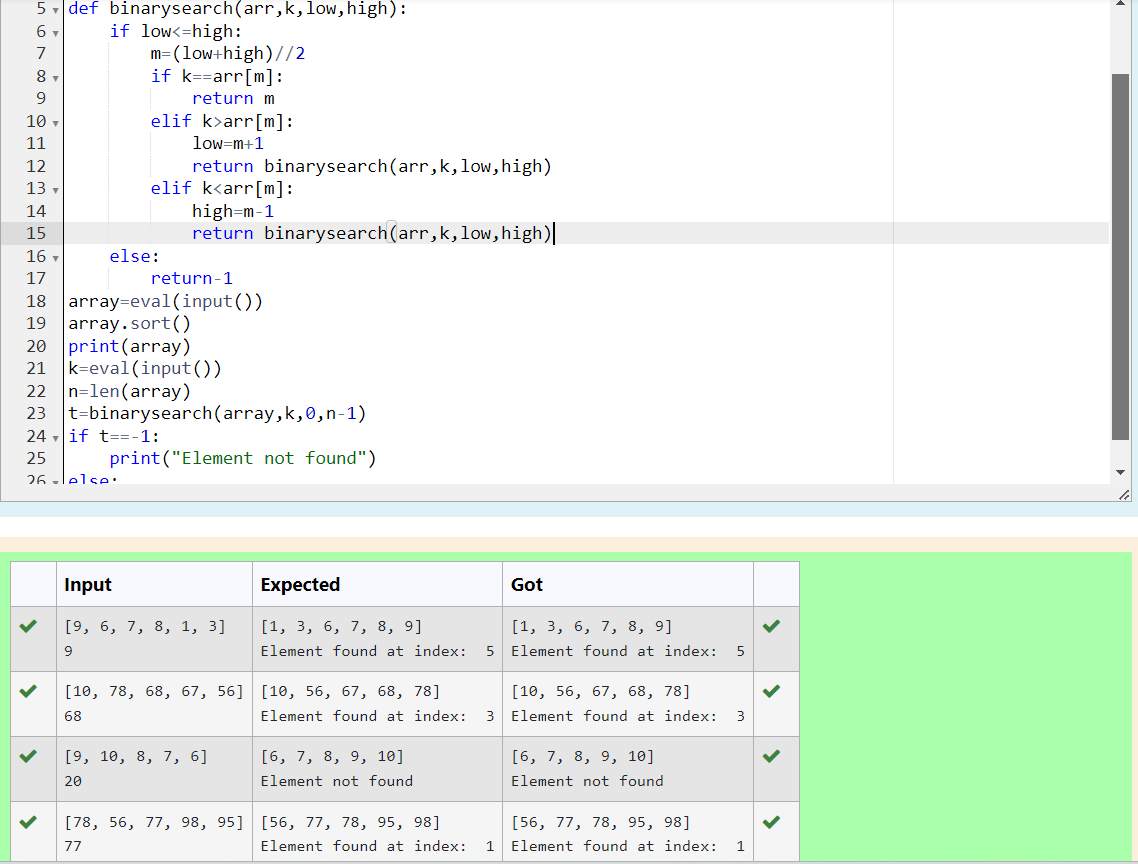 5 def binarysearch(arr,k,low,high):
6 if low<=high:
7 m=(low+high)//2
8 if k==arr[m]:
9 return m
10 elif k>arr[m]:
11 low=m+1
12 return binarysearch(arr,k,low,high)
13 elif k<arr[m]:
14 high=m-1
15 return binarysearch(arr,k,low,high)
16 else:
17 return-1
18 array=eval(input())
19 array.sort()
20 print(array)
21 k=eval(input())
22 n=len(array)
23 t=binarysearch(array,k,0,n-1)
24 if t==-1:
25 print("Element not found")
26 else:
Input Expected Got
[9, 6, 7, 8, 1, 3] [1, 3, 6, 7, 8, 9] [1, 3, 6, 7, 8, 9]
9 Element found at index:  5 Element found at index:  5
[10, 78, 68, 67, 56] [10, 56, 67, 68, 78] [10, 56, 67, 68, 78]
68 Element found at index:  3 Element found at index:  3
[9, 10, 8, 7, 6] [6, 7, 8, 9, 10] [6, 7, 8, 9, 10]
20 Element not found Element not found
[78, 56, 77, 98, 95] [56, 77, 78, 95, 98] [56, 77, 78, 95, 98]
77 Element found at index:  1 Element found at index:  1